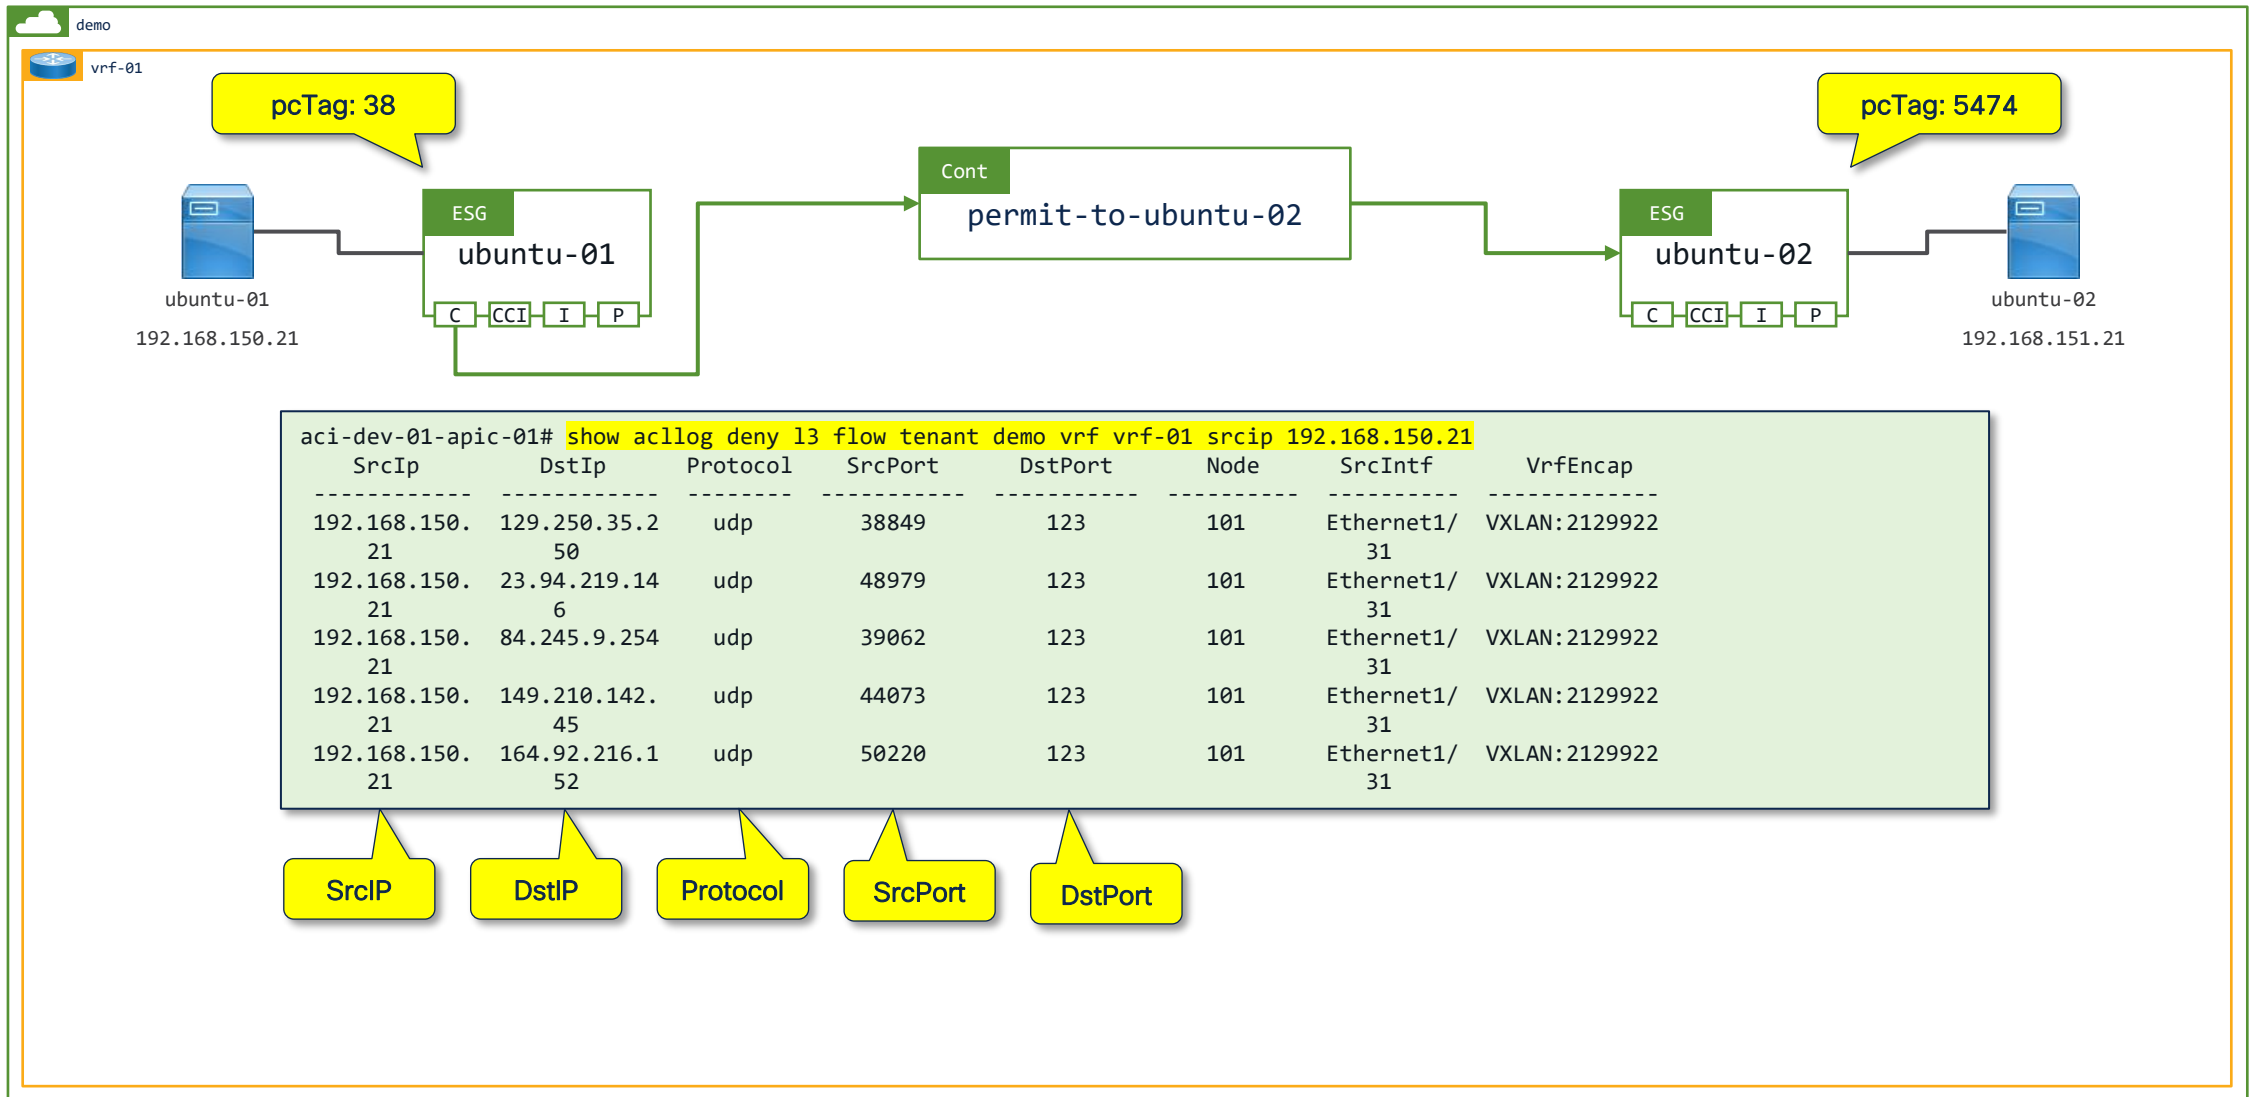 demo
vrf-01
pcTag: 38
pcTag: 5474
Cont
permit-to-ubuntu-02
ESG
ubuntu-01
C CCI I P
ESG
ubuntu-02
C CCI I P
ubuntu-01
192.168.150.21
ubuntu-02
192.168.151.21
aci-dev-01-apic-01# show acllog deny l3 flow tenant demo vrf vrf-01 srcip 192.168.150.21
SrcIp DstIp Protocol SrcPort DstPort Node SrcIntf VrfEncap
------------ ------------ -------- ----------- ----------- ---------- ---------- -------------
192.168.150. 129.250.35.2 udp 38849 123 101 Ethernet1/ VXLAN:2129922
21 50 31
192.168.150. 23.94.219.14 udp 48979 123 101 Ethernet1/ VXLAN:2129922
21 6 31
192.168.150. 84.245.9.254 udp 39062 123 101 Ethernet1/ VXLAN:2129922
21 31
192.168.150. 149.210.142. udp 44073 123 101 Ethernet1/ VXLAN:2129922
21 45 31
192.168.150. 164.92.216.1 udp 50220 123 101 Ethernet1/ VXLAN:2129922
21 52 31
SrcIP
DstIP
Protocol
SrcPort
DstPort